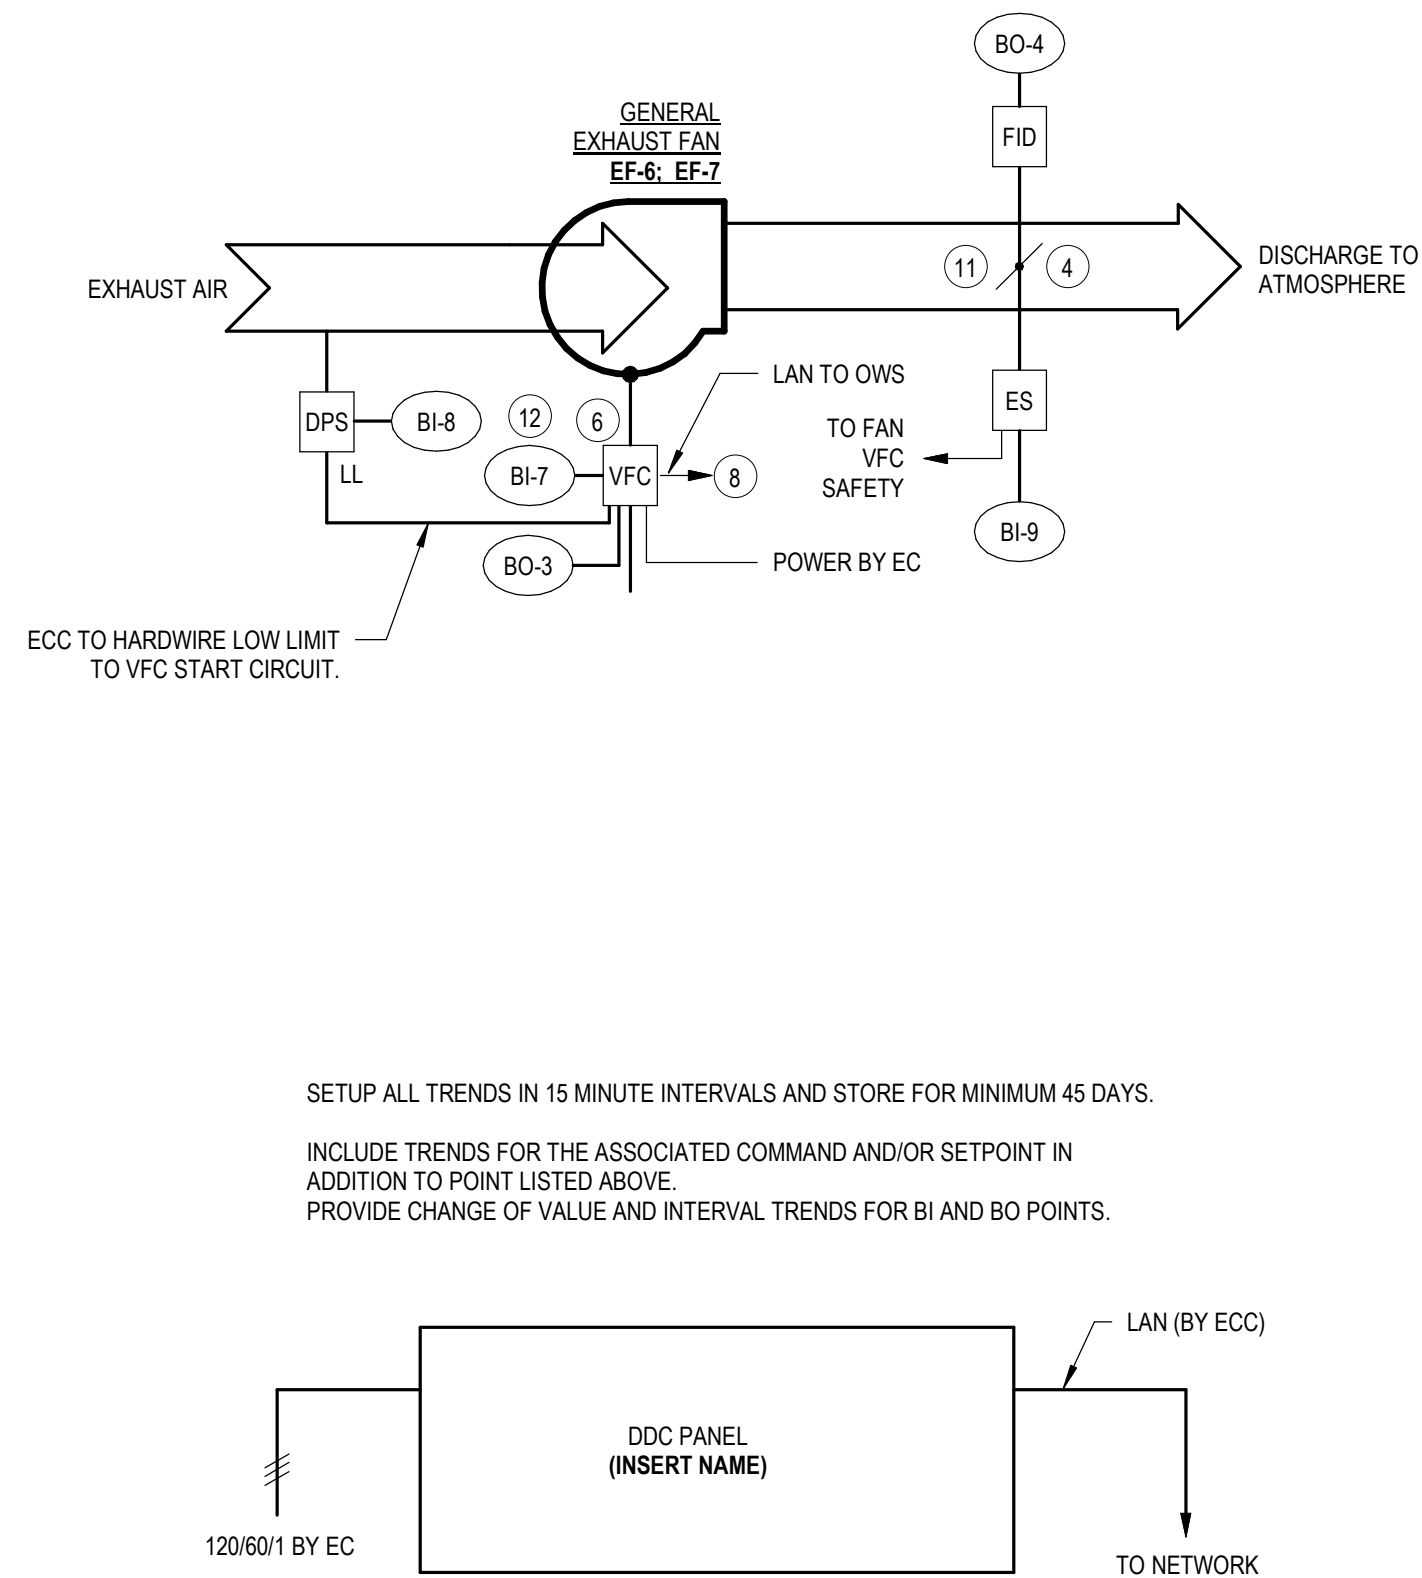 BO-4
GENERAL
EXHAUST FAN
EF-6; EF-7
FID
EXHAUST AIR
11
4
DISCHARGE TO
ATMOSPHERE
LAN TO OWS
DPS
BI-8
12
6
ES
TO FAN
VFC
SAFETY
LL
BI-7
VFC
8
BI-9
BO-3
POWER BY EC
ECC TO HARDWIRE LOW LIMIT
TO VFC START CIRCUIT.
SETUP ALL TRENDS IN 15 MINUTE INTERVALS AND STORE FOR MINIMUM 45 DAYS.
INCLUDE TRENDS FOR THE ASSOCIATED COMMAND AND/OR SETPOINT IN
ADDITION TO POINT LISTED ABOVE.
PROVIDE CHANGE OF VALUE AND INTERVAL TRENDS FOR BI AND BO POINTS.
LAN (BY ECC)
DDC PANEL
(INSERT NAME)
120/60/1 BY EC
TO NETWORK